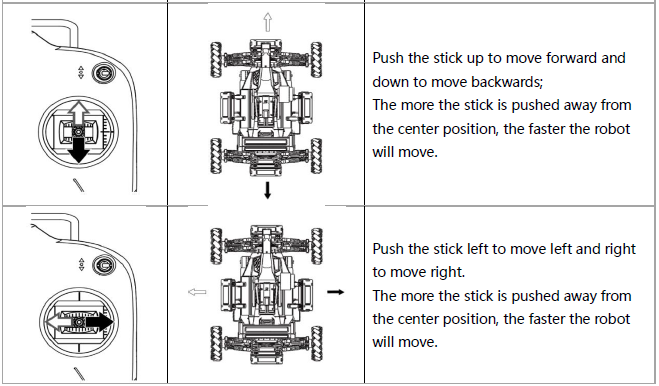 Push the stick up to move forward and
down to move backwards;
The more the stick is pushed away from
the center position, the faster the robot
will move.
Push the stick left to move left and right
to move right.
The more the stick is pushed away from
the center position, the faster the robot
will move.